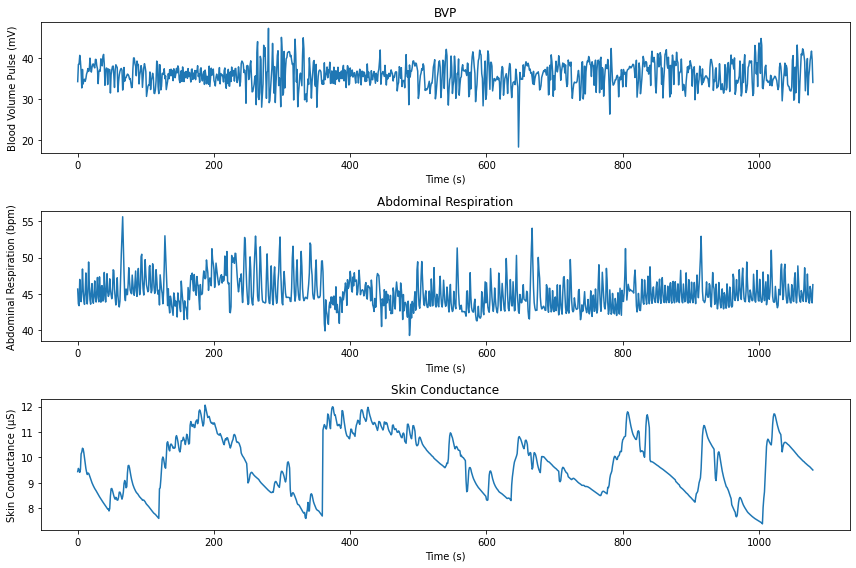 BVP
Blood Volume Pulse (mV)
40
30
20
0 200 400 600 800 1000
Time (s)
Abdominal Respiration
Abdominal Respiration (bpm)
55
50
45
40
0 200 400 600 800 1000
Time (s)
Skin Conductance
Skin Conductance (μS)
12
11
10
9
8
0 200 400 600 800 1000
Time (s)